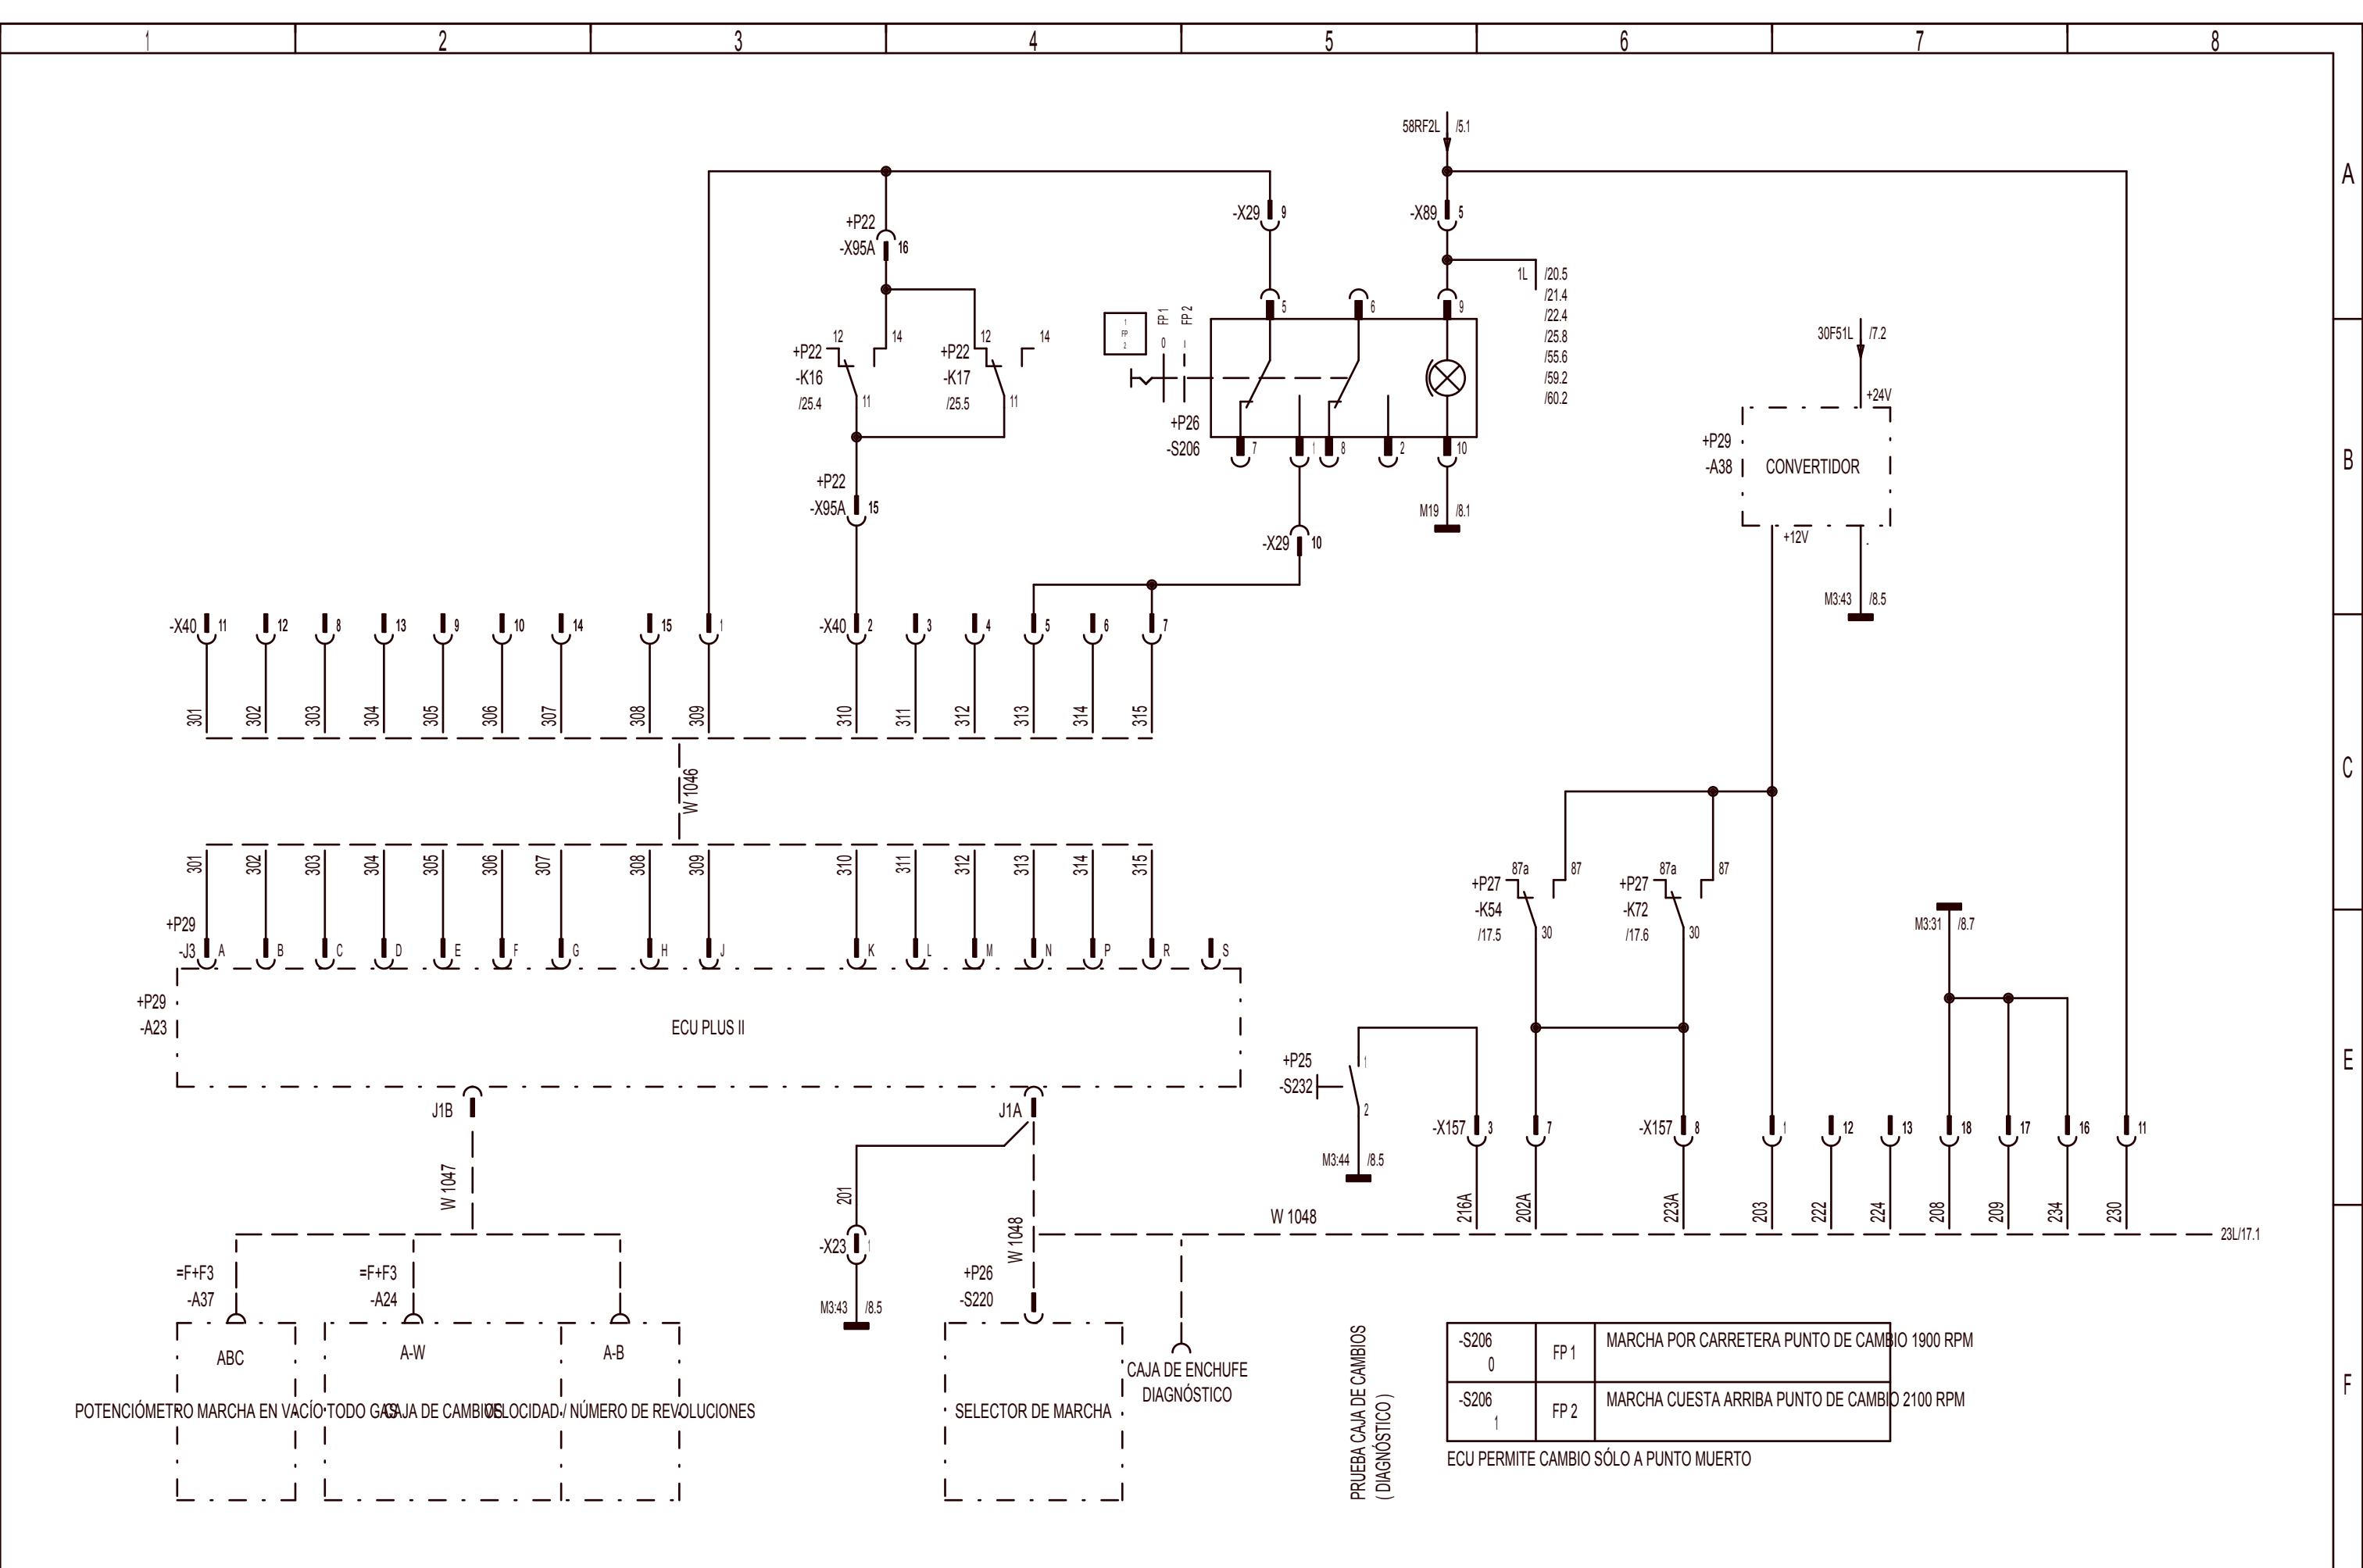 1 2 3 4 5 6 7 8
A
B
C
E
F
58RF2L /5.1
-X29 9
-X89 5
+P22
-X95A 16
1L /20.5
/21.4
/22.4
/25.8
/55.6
/59.2
/60.2
5 6 9
1
FP
2
FP 1
FP 2
0 I
+P26
-S206
7 1 8 2 10
12 14
+P22
-K16
/25.4
11
12 14
+P22
-K17
/25.5
11
30F51L /7.2
+24V
+P29
-A38
CONVERTIDOR
+12V -
M3:43 /8.5
+P22
-X95A 15
M19 /8.1
-X29 10
-X40 11 12 8 13 9 10 14 15 1
-X40 2 3 4 5 6 7
301 302 303 304 305 306 307 308 309 310 311 312 313 314 315
W 1046
301 302 303 304 305 306 307 308 309 310 311 312 313 314 315
+P29
-J3 A B C D E F G H J K L M N P R S
+P29
-A23
ECU PLUS II
87a 87
+P27
-K54
/17.5
30
87a 87
+P27
-K72
/17.6
30
M3:31 /8.7
+P25
-S232
1
2
M3:44 /8.5
J1B
J1A
-X157 3 7
-X157 8 1 12 13 18 17 16 11
216A 202A 223A 203 222 224 208 209 234 230
W 1047
201
-X23 1
M3:43 /8.5
W 1048
W 1048
23L/17.1
=F+F3
-A37
=F+F3
-A24
+P26
-S220
ABC
A-W
A-B
POTENCIÓMETRO MARCHA EN VACÍO TODO GAS
CAJA DE CAMBIOS
VELOCIDAD / NÚMERO DE REVOLUCIONES
SELECTOR DE MARCHA
CAJA DE ENCHUFE
DIAGNÓSTICO
PRUEBA CAJA DE CAMBIOS
( DIAGNÓSTICO )
-S206
0
FP 1
MARCHA POR CARRETERA PUNTO DE CAMBIO 1900 RPM
-S206
1
FP 2
MARCHA CUESTA ARRIBA PUNTO DE CAMBIO 2100 RPM
ECU PERMITE CAMBIO SÓLO A PUNTO MUERTO